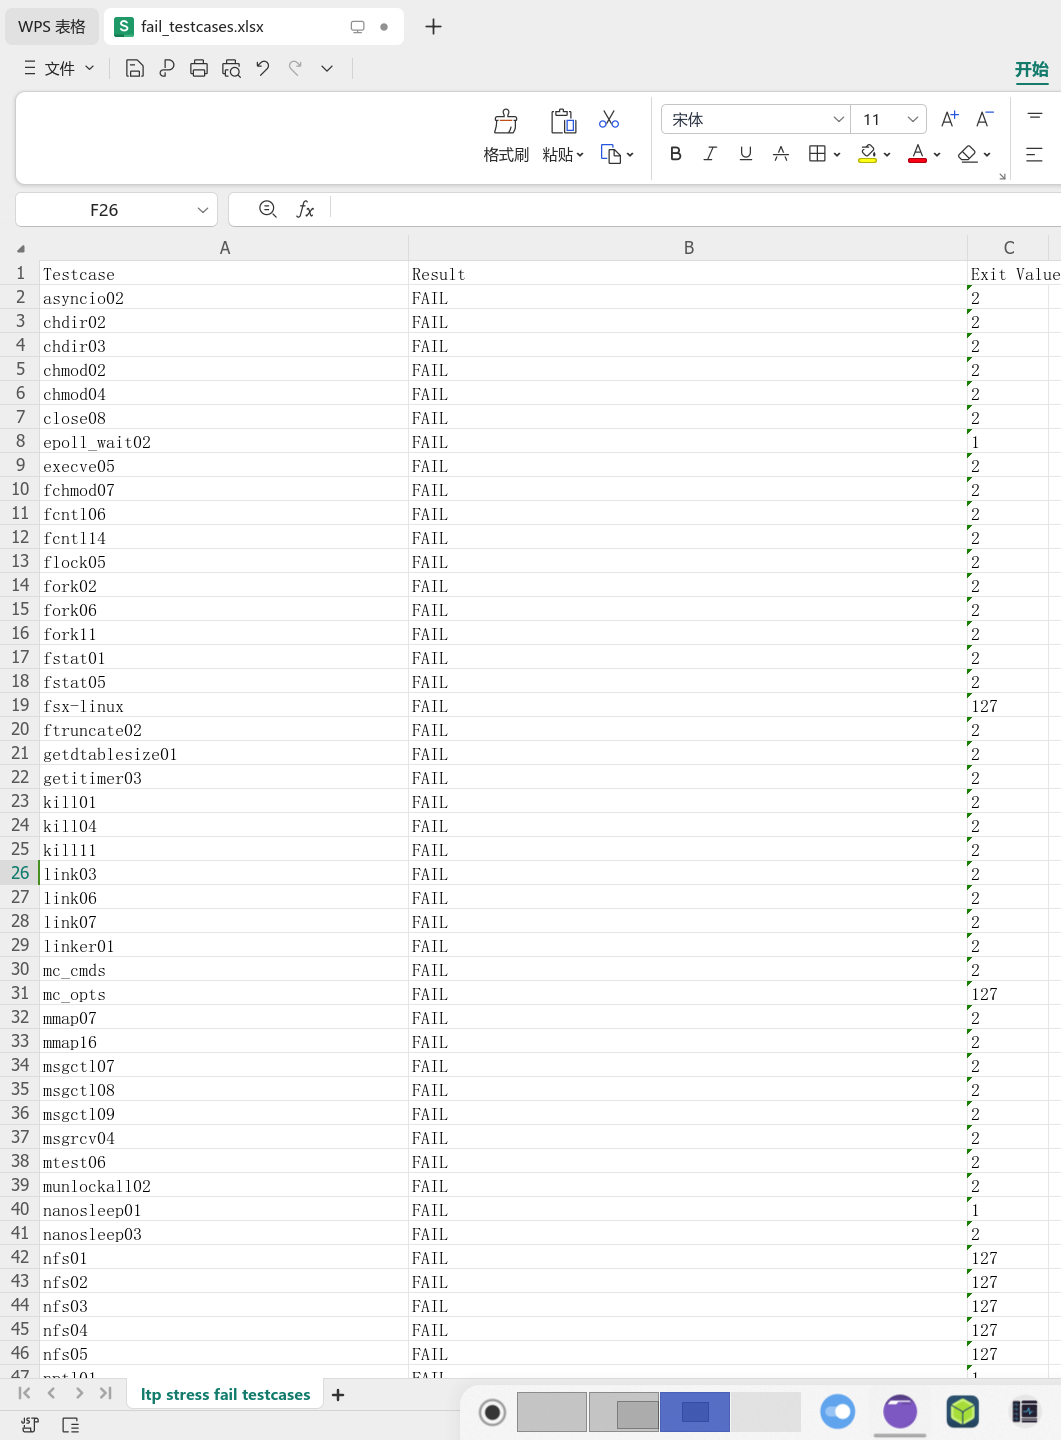 WPS 表格
S fail_testcases.xlsx
文件
开始
格式刷 粘贴
宋体 11 A+ A-
B I U A A
F26
fx
A B C
1 Testcase Result Exit Value
2 asyncio02 FAIL 2
3 chdir02 FAIL 2
4 chdir03 FAIL 2
5 chmod02 FAIL 2
6 chmod04 FAIL 2
7 close08 FAIL 2
8 epoll_wait02 FAIL 1
9 execve05 FAIL 2
10 fchmod07 FAIL 2
11 fcntl06 FAIL 2
12 fcntl14 FAIL 2
13 flock05 FAIL 2
14 fork02 FAIL 2
15 fork06 FAIL 2
16 fork11 FAIL 2
17 fstat01 FAIL 2
18 fstat05 FAIL 2
19 fsx-linux FAIL 127
20 ftruncate02 FAIL 2
21 getdtablesize01 FAIL 2
22 getitimer03 FAIL 2
23 kill01 FAIL 2
24 kill04 FAIL 2
25 kill11 FAIL 2
26 link03 FAIL 2
27 link06 FAIL 2
28 link07 FAIL 2
29 linker01 FAIL 2
30 mc_cmds FAIL 2
31 mc_opts FAIL 127
32 mmap07 FAIL 2
33 mmap16 FAIL 2
34 msgctl07 FAIL 2
35 msgctl08 FAIL 2
36 msgctl09 FAIL 2
37 msgrcv04 FAIL 2
38 mtest06 FAIL 2
39 munlockall02 FAIL 2
40 nanosleep01 FAIL 1
41 nanosleep03 FAIL 2
42 nfs01 FAIL 127
43 nfs02 FAIL 127
44 nfs03 FAIL 127
45 nfs04 FAIL 127
46 nfs05 FAIL 127
47 FAIL 1
ltp stress fail testcases